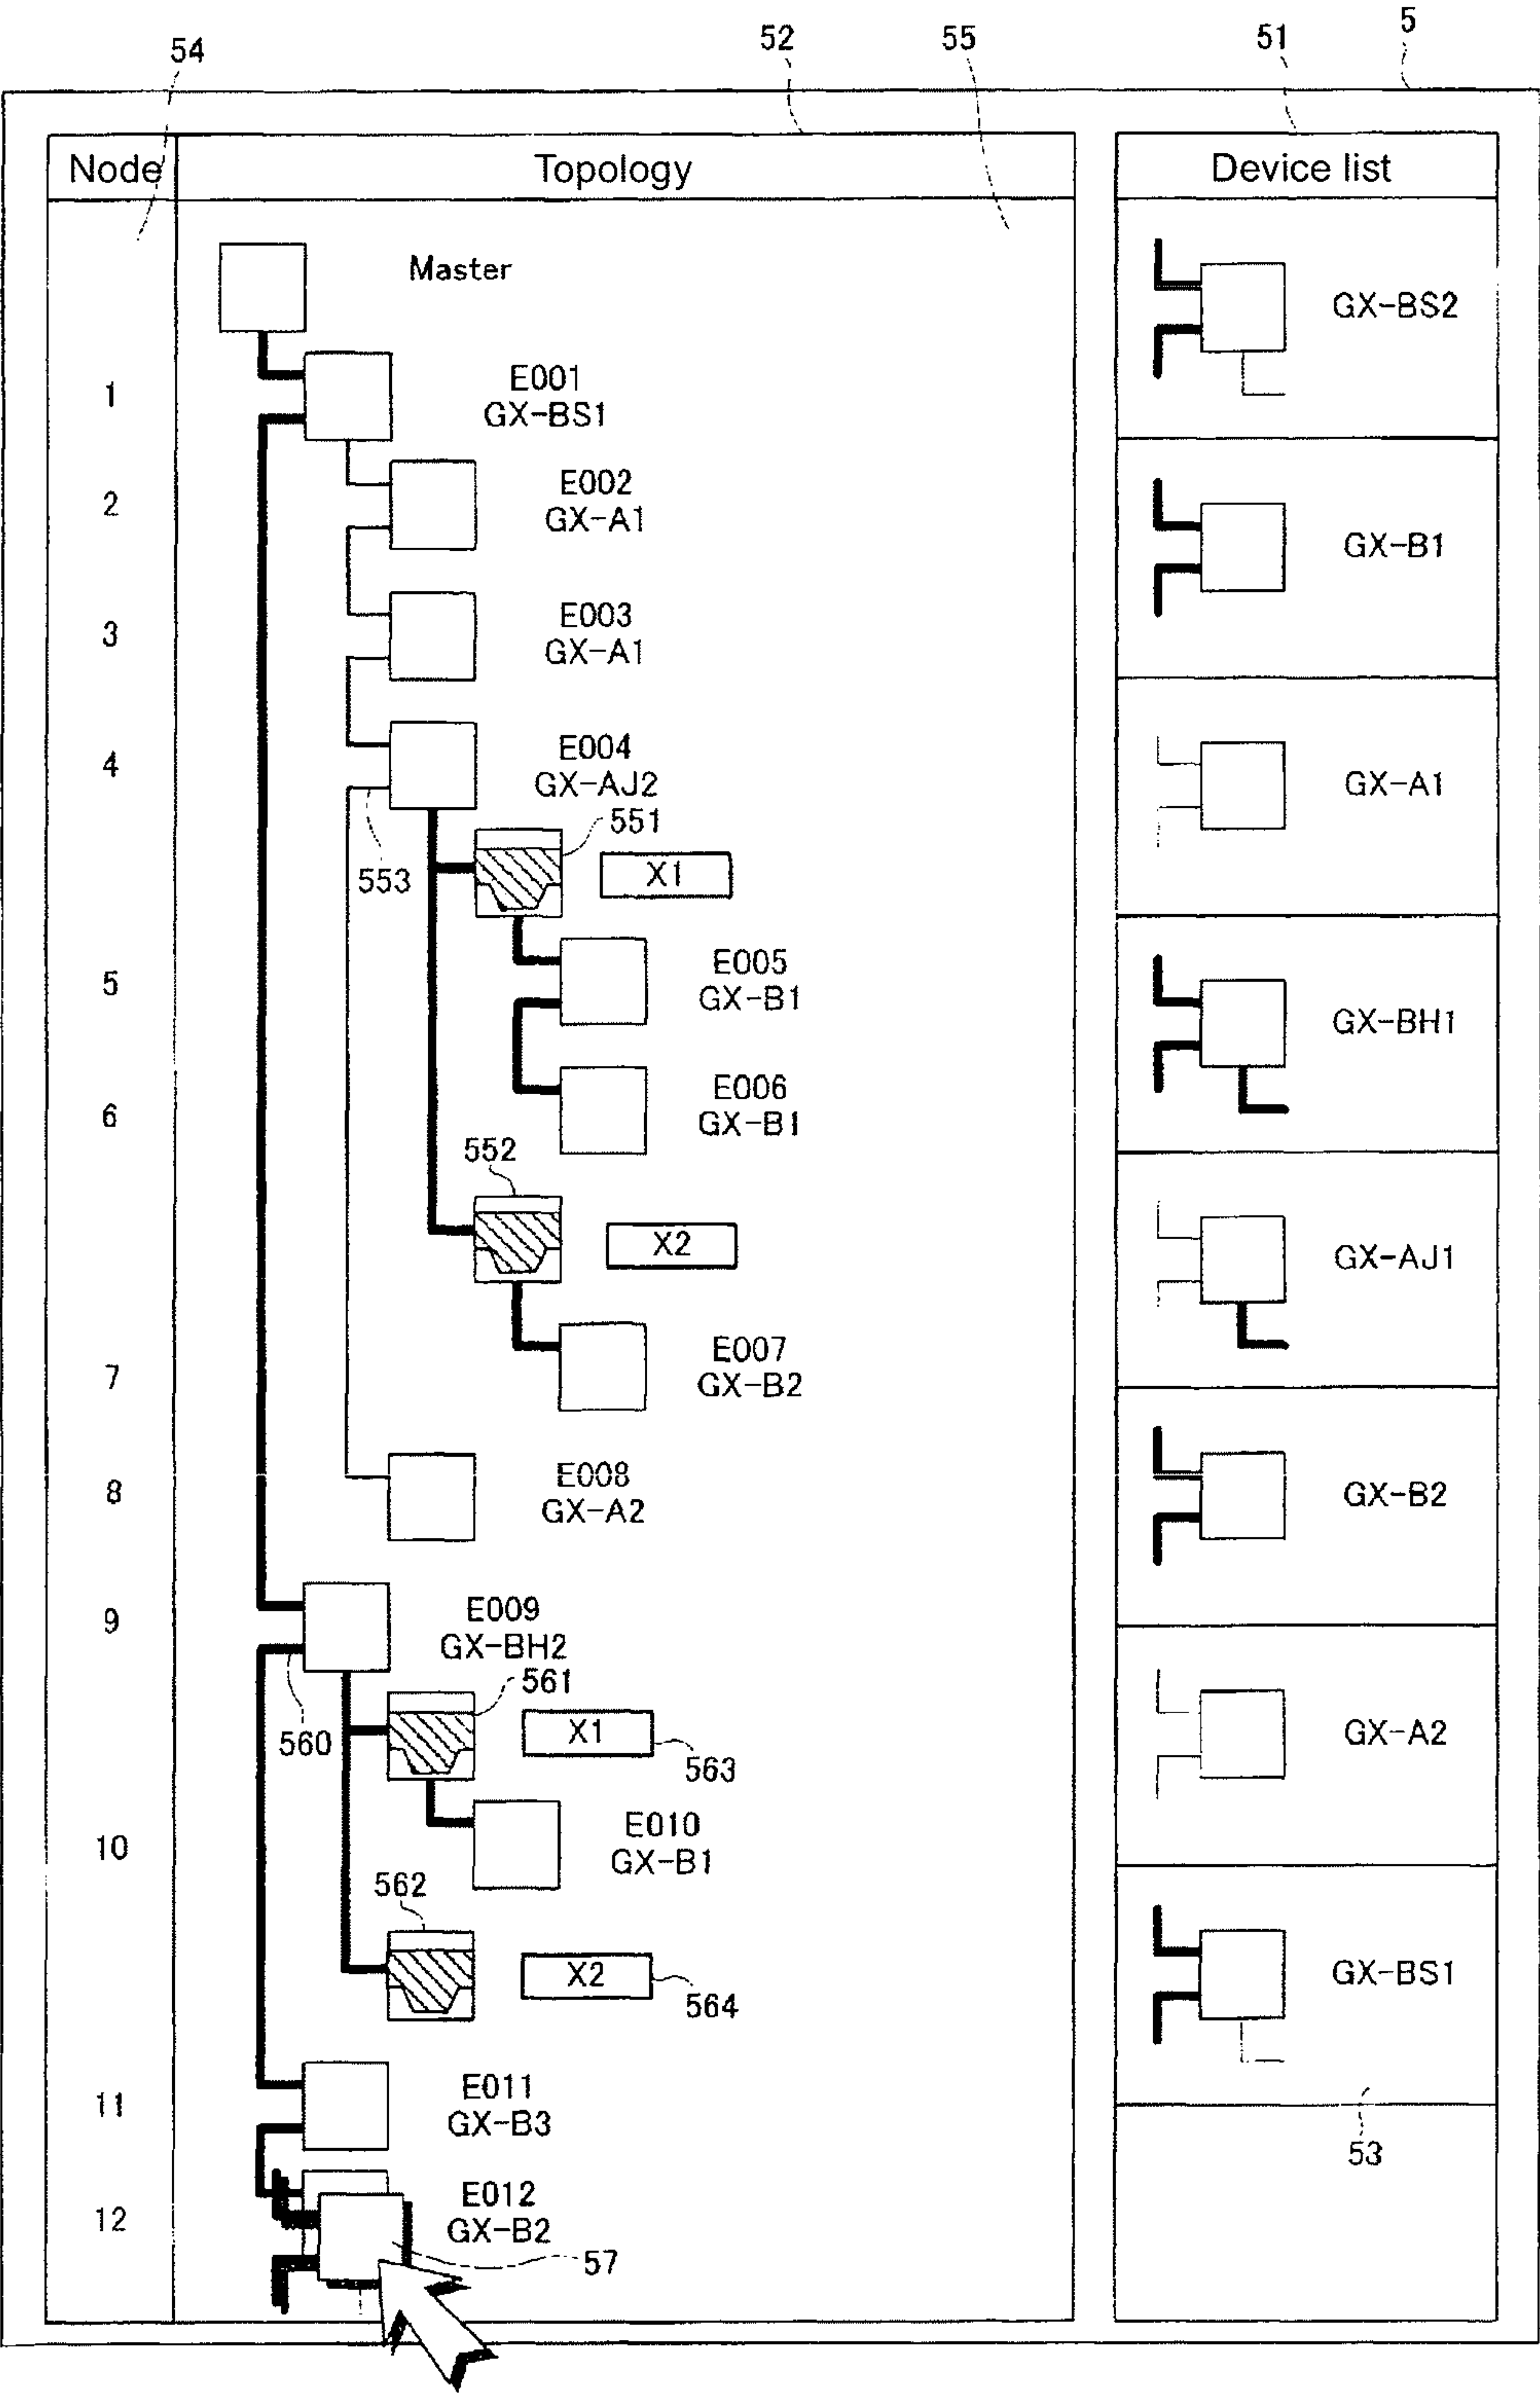 54
52
55
51
5
Node
Topology
Device list
Master
GX-BS2
1
E001
GX-BS1
2
E002
GX-A1
GX-B1
3
E003
GX-A1
4
E004
GX-AJ2
GX-A1
551
553
X1
5
E005
GX-B1
GX-BH1
6
E006
GX-B1
552
X2
GX-AJ1
7
E007
GX-B2
8
E008
GX-A2
GX-B2
9
E009
GX-BH2
561
560
X1
563
GX-A2
10
E010
GX-B1
562
X2
564
GX-BS1
11
E011
GX-B3
53
12
E012
GX-B2
57